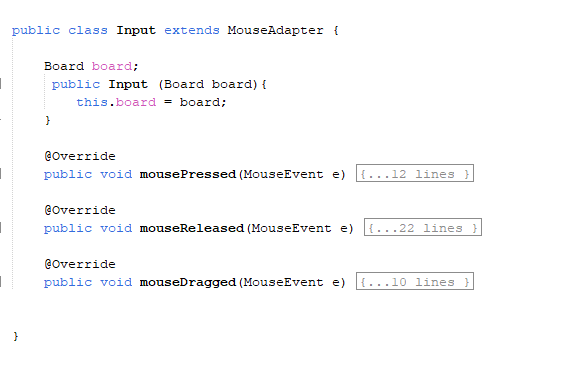 public class Input extends MouseAdapter {
Board board;
public Input (Board board){
this.board = board;
}
@Override
public void mousePressed(MouseEvent e) {...12 lines }
@Override
public void mouseReleased(MouseEvent e) {...22 lines }
@Override
public void mouseDragged(MouseEvent e) {...10 lines }
}